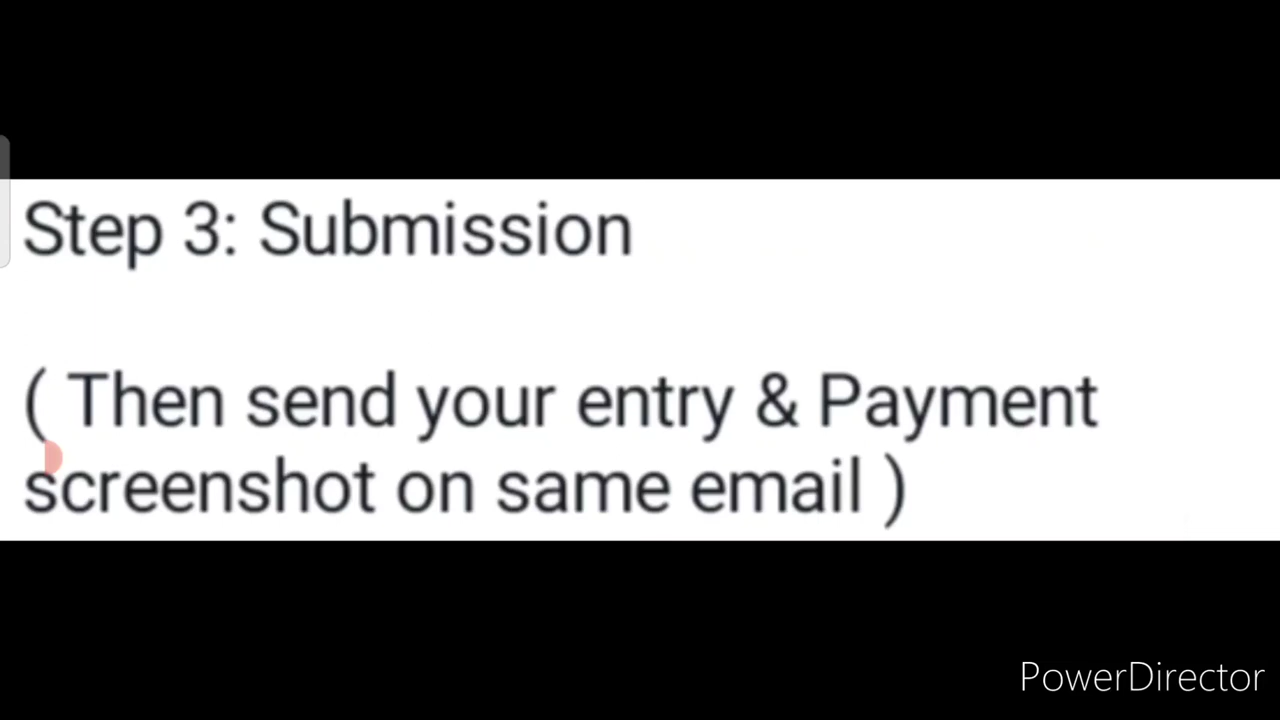 Step 3: Submission
( Then send your entry & Payment
screenshot on same email )
PowerDirector